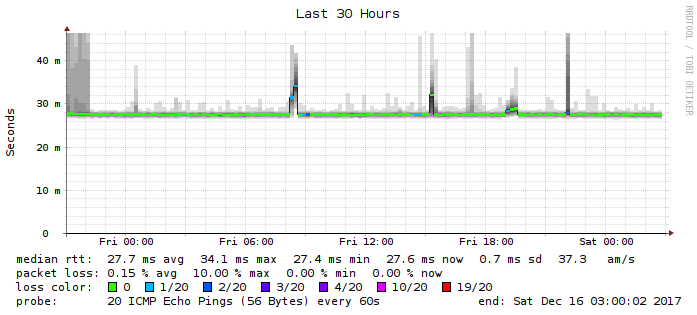 Last 30 Hours
RRDTOOL / TOBI OETIKER
Seconds
40 m
30 m
20 m
10 m
0
Fri 00:00 Fri 06:00 Fri 12:00 Fri 18:00 Sat 00:00
median rtt: 27.7 ms avg 34.1 ms max 27.4 ms min 27.6 ms now 0.7 ms sd 37.3 am/s
packet loss: 0.15 % avg 10.00 % max 0.00 % min 0.00 % now
loss color: 0 1/20 2/20 3/20 4/20 10/20 19/20
probe: 20 ICMP Echo Pings (56 Bytes) every 60s end: Sat Dec 16 03:00:02 2017